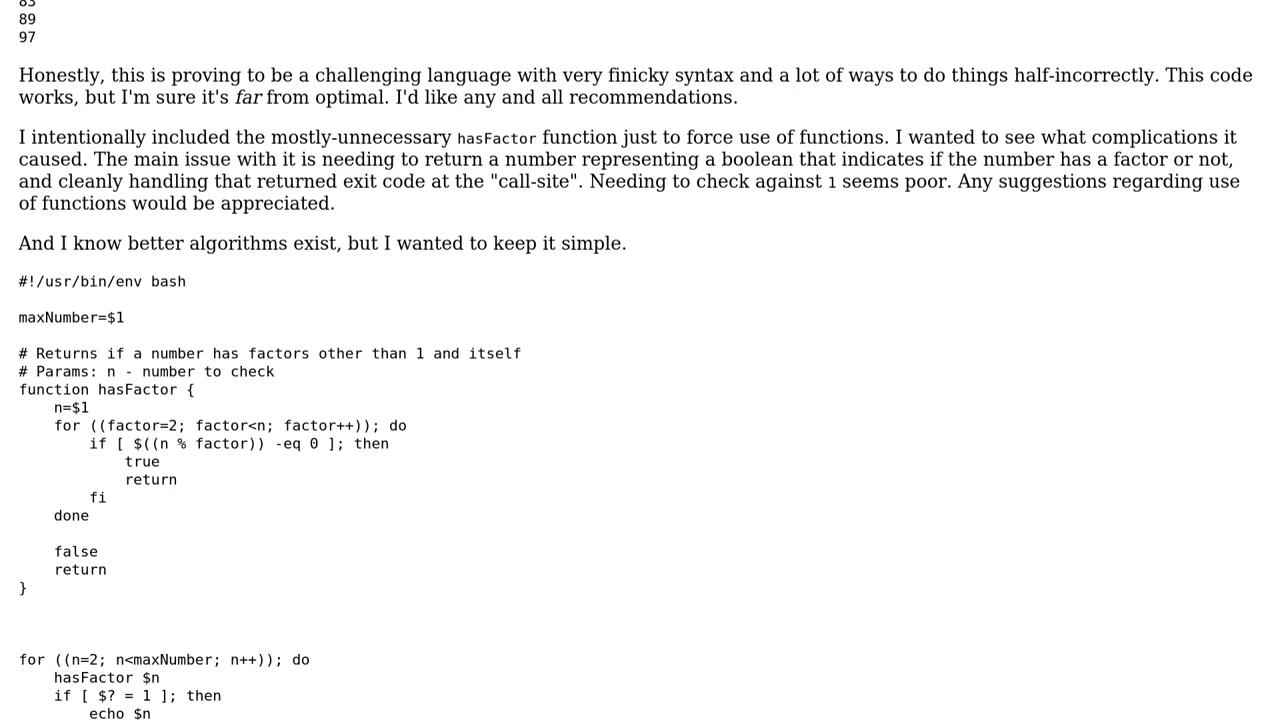 83
89
97
Honestly, this is proving to be a challenging language with very finicky syntax and a lot of ways to do things half-incorrectly. This code
works, but I'm sure it's far from optimal. I'd like any and all recommendations.
I intentionally included the mostly-unnecessary hasFactor function just to force use of functions. I wanted to see what complications it
caused. The main issue with it is needing to return a number representing a boolean that indicates if the number has a factor or not,
and cleanly handling that returned exit code at the "call-site". Needing to check against 1 seems poor. Any suggestions regarding use
of functions would be appreciated.
And I know better algorithms exist, but I wanted to keep it simple.
#!/usr/bin/env bash
maxNumber=$1
# Returns if a number has factors other than 1 and itself
# Params: n - number to check
function hasFactor {
    n=$1
    for ((factor=2; factor<n; factor++)); do
        if [ $((n % factor)) -eq 0 ]; then
            true
            return
        fi
    done
    false
    return
}
for ((n=2; n<maxNumber; n++)); do
    hasFactor $n
    if [ $? = 1 ]; then
        echo $n